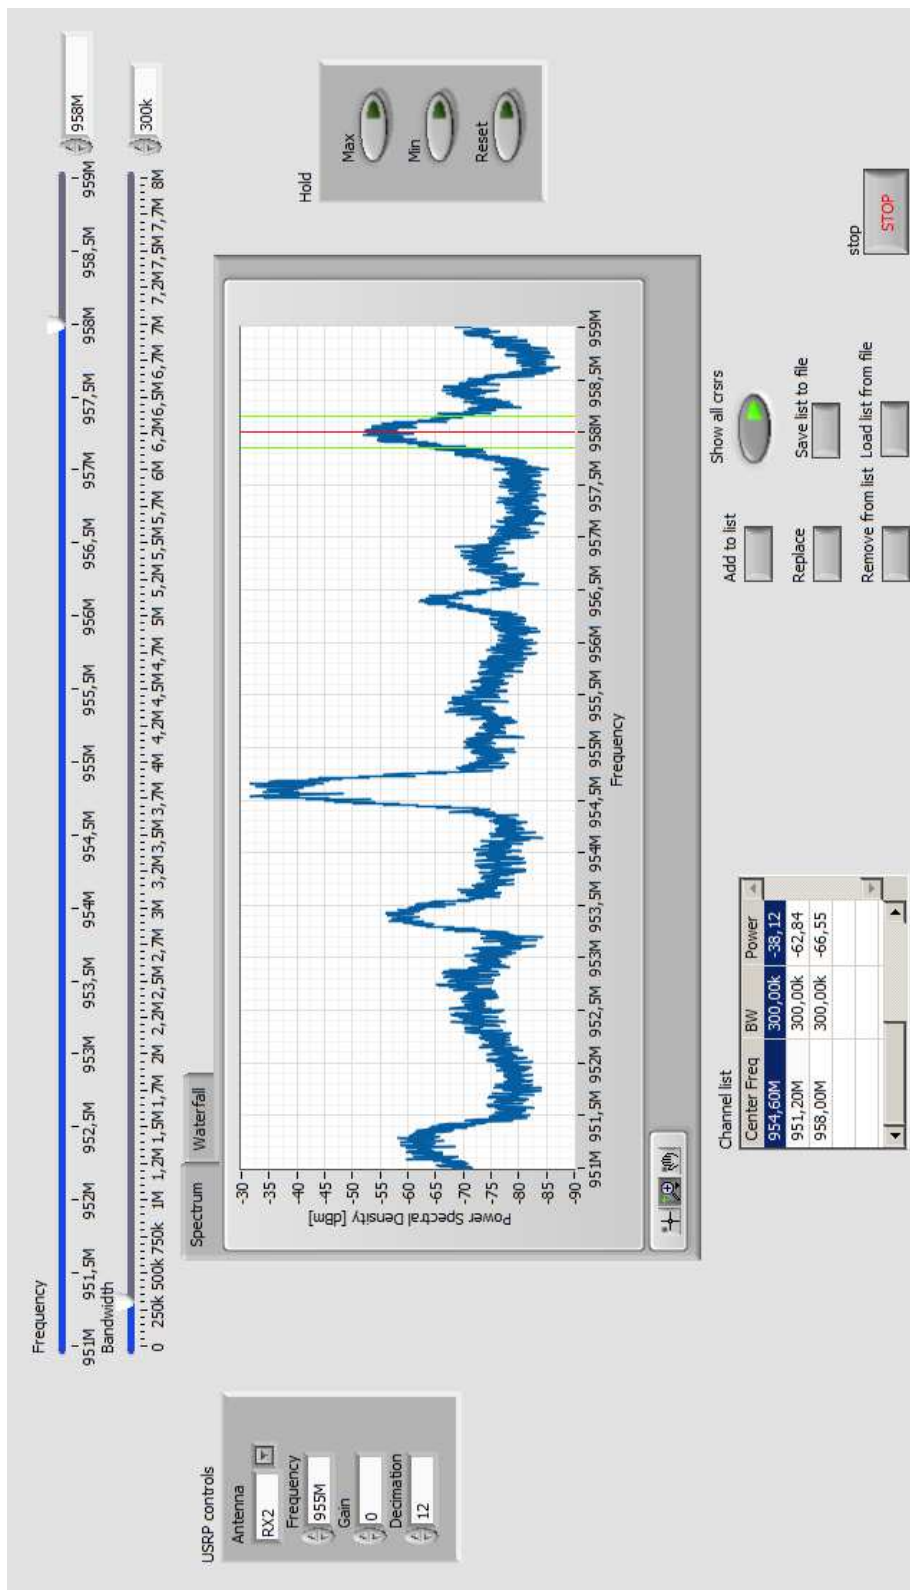 Frequency
951M 951,5M 952M 952,5M 953M 953,5M 954M 954,5M 955M 955,5M 956M 956,5M 957M 957,5M 958M 958,5M 959M
958M
Bandwidth
0 250k 500k 750k 1M 1,2M 1,5M 1,7M 2M 2,2M 2,5M 2,7M 3M 3,2M 3,5M 3,7M 4M 4,2M 4,5M 4,7M 5M 5,2M 5,5M 5,7M 6M 6,2M 6,5M 6,7M 7M 7,2M 7,5M 7,7M 8M
300k
USRP controls
Antenna
RX2
Frequency
955M
Gain
0
Decimation
12
Spectrum Waterfall
Power Spectral Density [dBm]
-30
-35
-40
-45
-50
-55
-60
-65
-70
-75
-80
-85
-90
951M 951,5M 952M 952,5M 953M 953,5M 954M 954,5M 955M 955,5M 956M 956,5M 957M 957,5M 958M 958,5M 959M
Frequency
Hold
Max
Min
Reset
Channel list
Center Freq BW Power
954,60M 300,00k -38,12
951,20M 300,00k -62,84
958,00M 300,00k -66,55
Add to list
Show all crsrs
Replace
Save list to file
Remove from list
Load list from file
stop
STOP